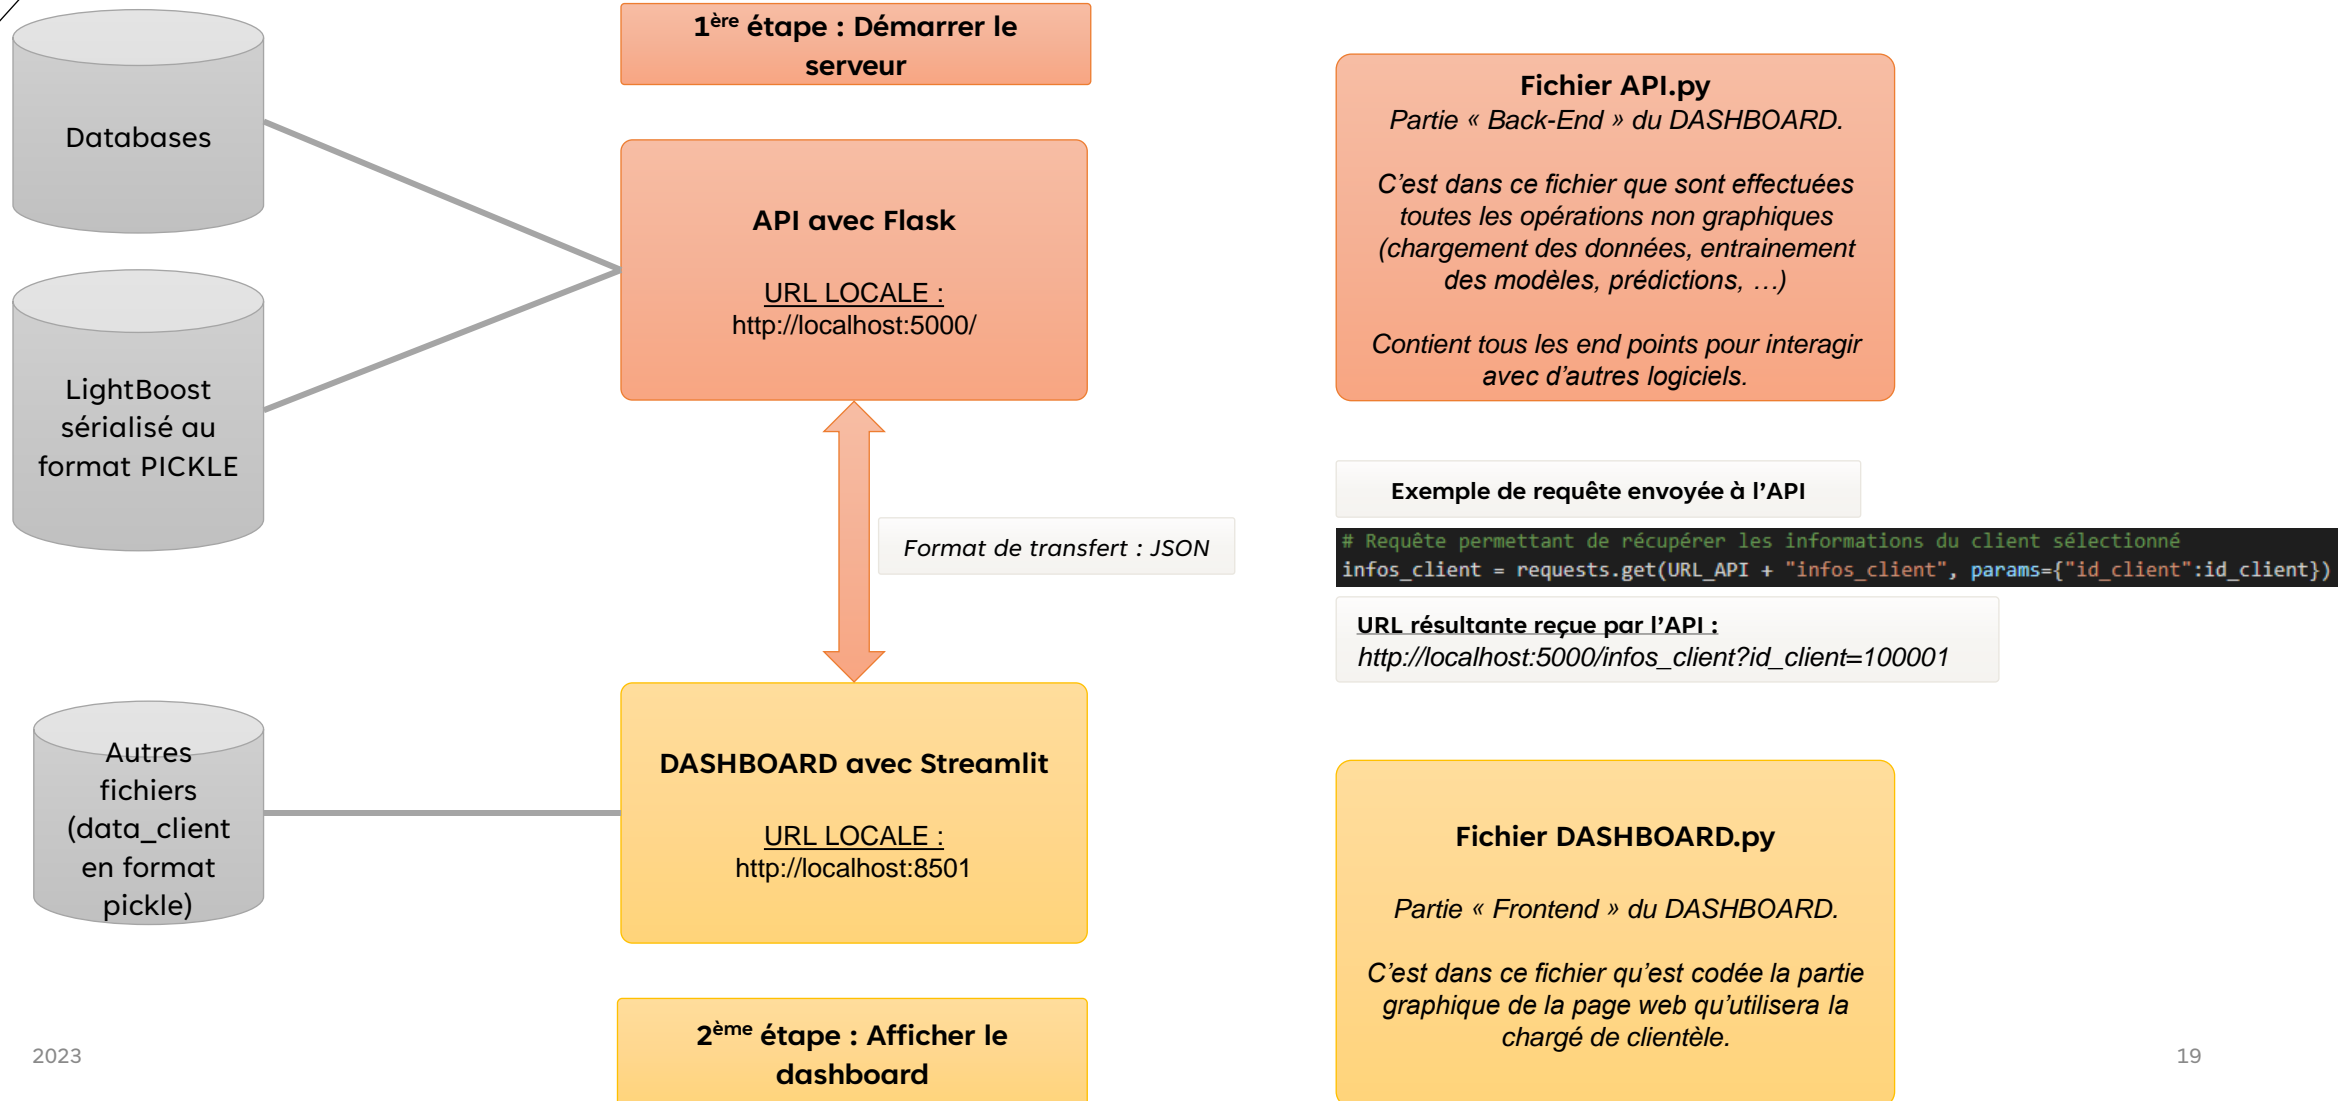 Databases
LightBoost
sérialisé au
format PICKLE
Autres
fichiers
(data_client
en format
pickle)
1ère étape : Démarrer le
serveur
API avec Flask
URL LOCALE :
http://localhost:5000/
Format de transfert : JSON
DASHBOARD avec Streamlit
URL LOCALE :
http://localhost:8501
2ème étape : Afficher le
dashboard
Fichier API.py
Partie « Back-End » du DASHBOARD.
C’est dans ce fichier que sont effectuées
toutes les opérations non graphiques
(chargement des données, entrainement
des modèles, prédictions, …)
Contient tous les end points pour interagir
avec d’autres logiciels.
Exemple de requête envoyée à l’API
# Requête permettant de récupérer les informations du client sélectionné
infos_client = requests.get(URL_API + "infos_client", params={"id_client":id_client})
URL résultante reçue par l’API :
http://localhost:5000/infos_client?id_client=100001
Fichier DASHBOARD.py
Partie « Frontend » du DASHBOARD.
C’est dans ce fichier qu’est codée la partie
graphique de la page web qu’utilisera la
chargé de clientèle.
2023
19